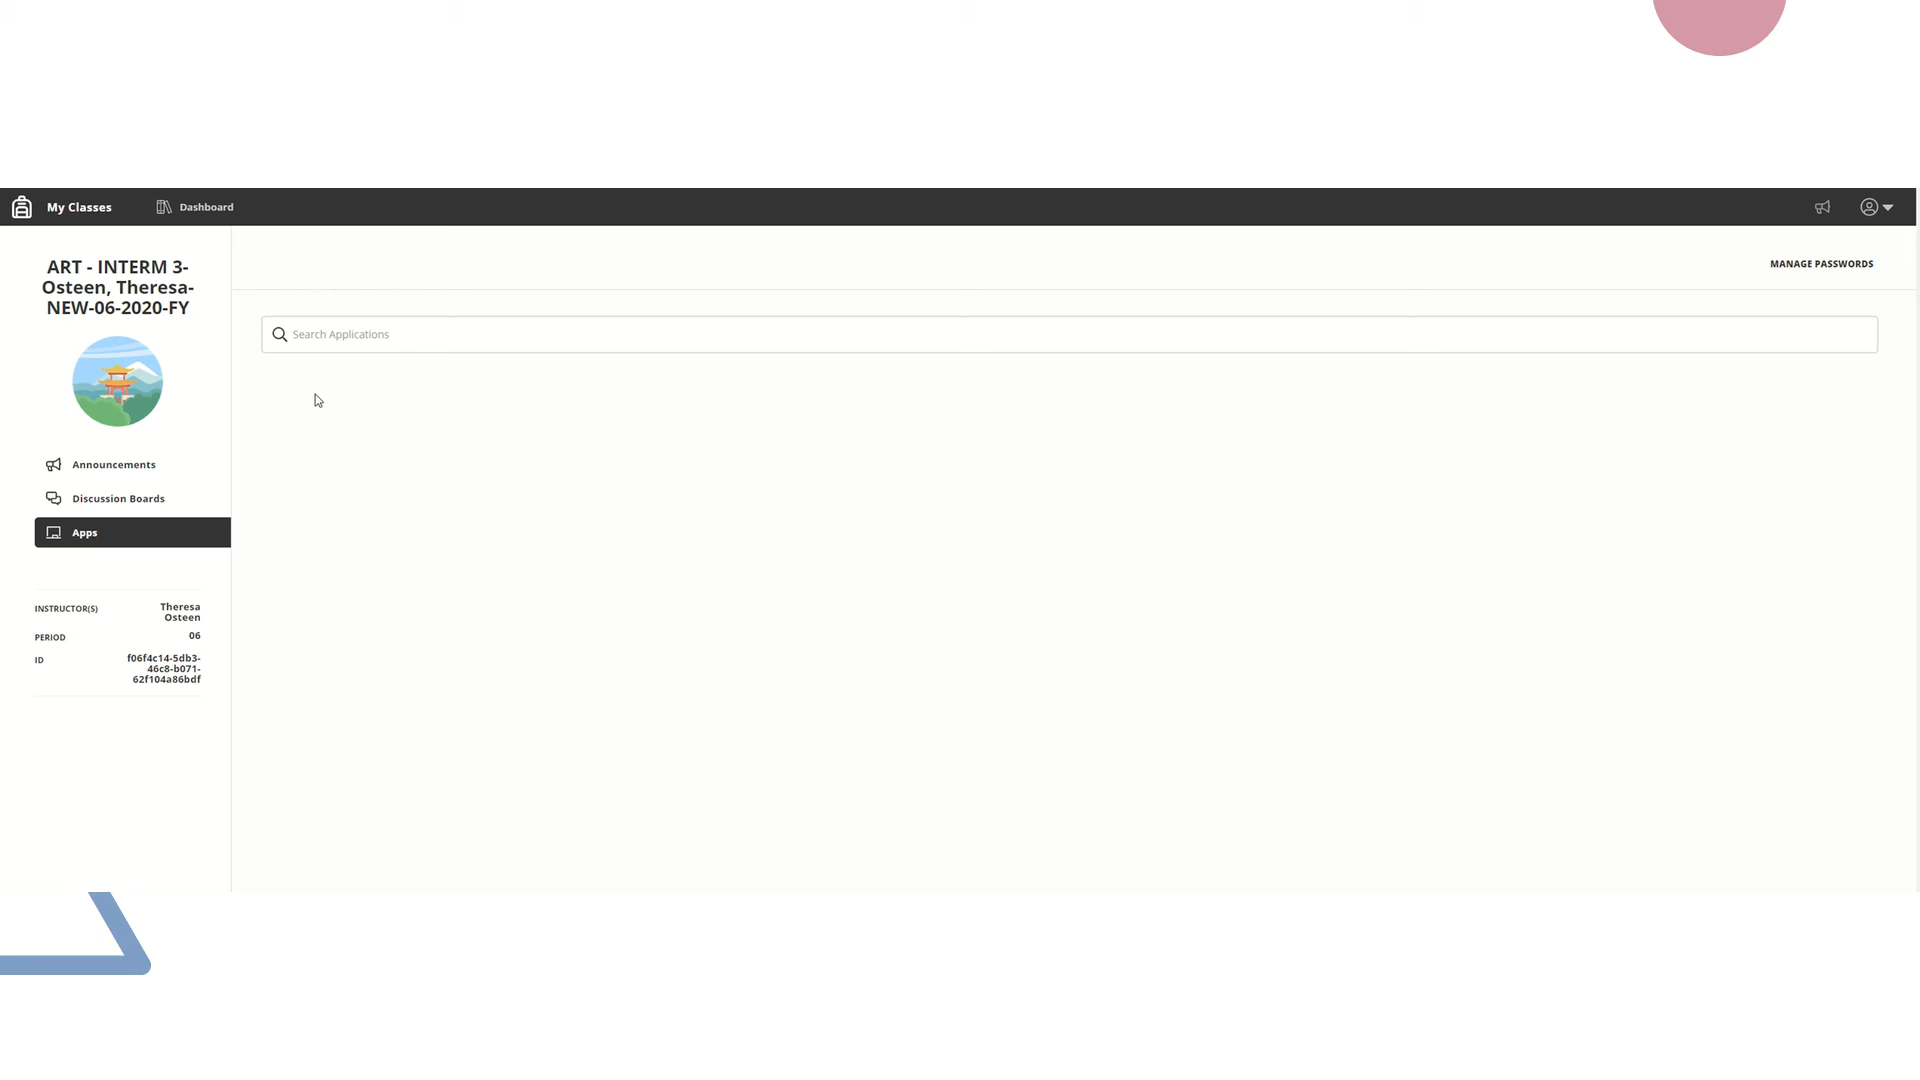 My Classes
Dashboard
ART - INTERM 3-
Osteen, Theresa-
NEW-06-2020-FY
Announcements
Discussion Boards
Apps
INSTRUCTOR(S)
Theresa
Osteen
PERIOD
06
ID
f06f4c14-5db3-
46c8-b071-
62f104a86bdf
MANAGE PASSWORDS
Search Applications